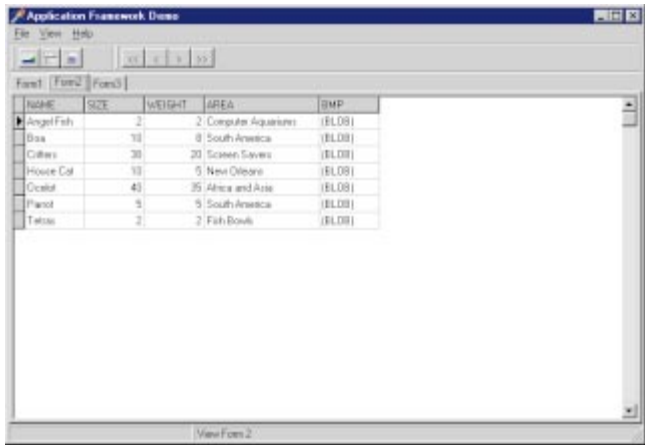 Application Framework Demo
File View Help
<< < > >>
Form1 Form2 Form3
NAME SIZE WEIGHT AREA BMP
Angel Fish 2 2 Computer Aquariums (BLOB)
Boa 10 8 South America (BLOB)
Critters 30 20 Screen Savers (BLOB)
House Cat 10 5 New Orleans (BLOB)
Ocelot 40 35 Africa and Asia (BLOB)
Parrot 5 5 South America (BLOB)
Tetras 2 2 Fish Bowls (BLOB)
View Form 2